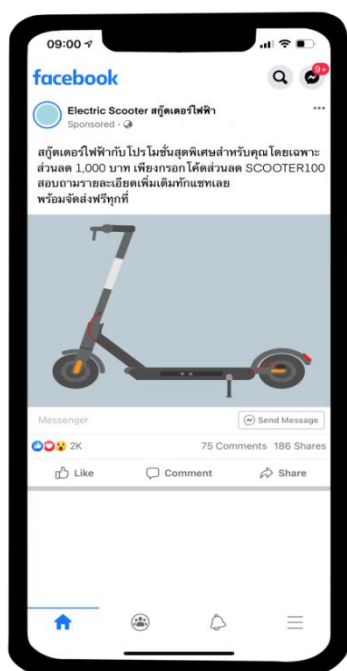 09:00
facebook
9+
Electric Scooter สกู๊ตเตอร์ไฟฟ้า
Sponsored ·
สกู๊ตเตอร์ไฟฟ้ากับโปรโมชั่นสุดพิเศษสำหรับคุณโดยเฉพาะ
ส่วนลด 1,000 บาท เพียงกรอกโค้ดส่วนลด SCOOTER100
สอบถามรายละเอียดเพิ่มเติมทักแชทเลย
พร้อมจัดส่งฟรีทุกที่
Messenger
Send Message
2K
75 Comments 186 Shares
Like Comment Share